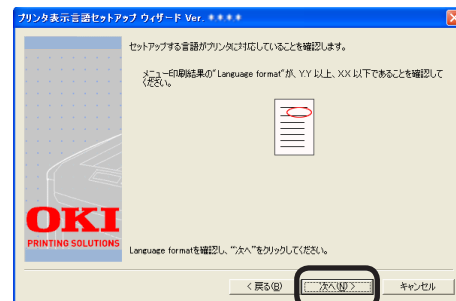 プリンタ表示言語セットアップ ウィザード Ver. ****
セットアップする言語がプリンタに対応していることを確認します。
メニュー印刷結果の"Language format"が、Y.Y 以上、XX 以下であることを確認して
ください。
OKI
PRINTING SOLUTIONS
Language formatを確認し、"次へ"をクリックしてください。
< 戻る(B)
次へ(N) >
キャンセル